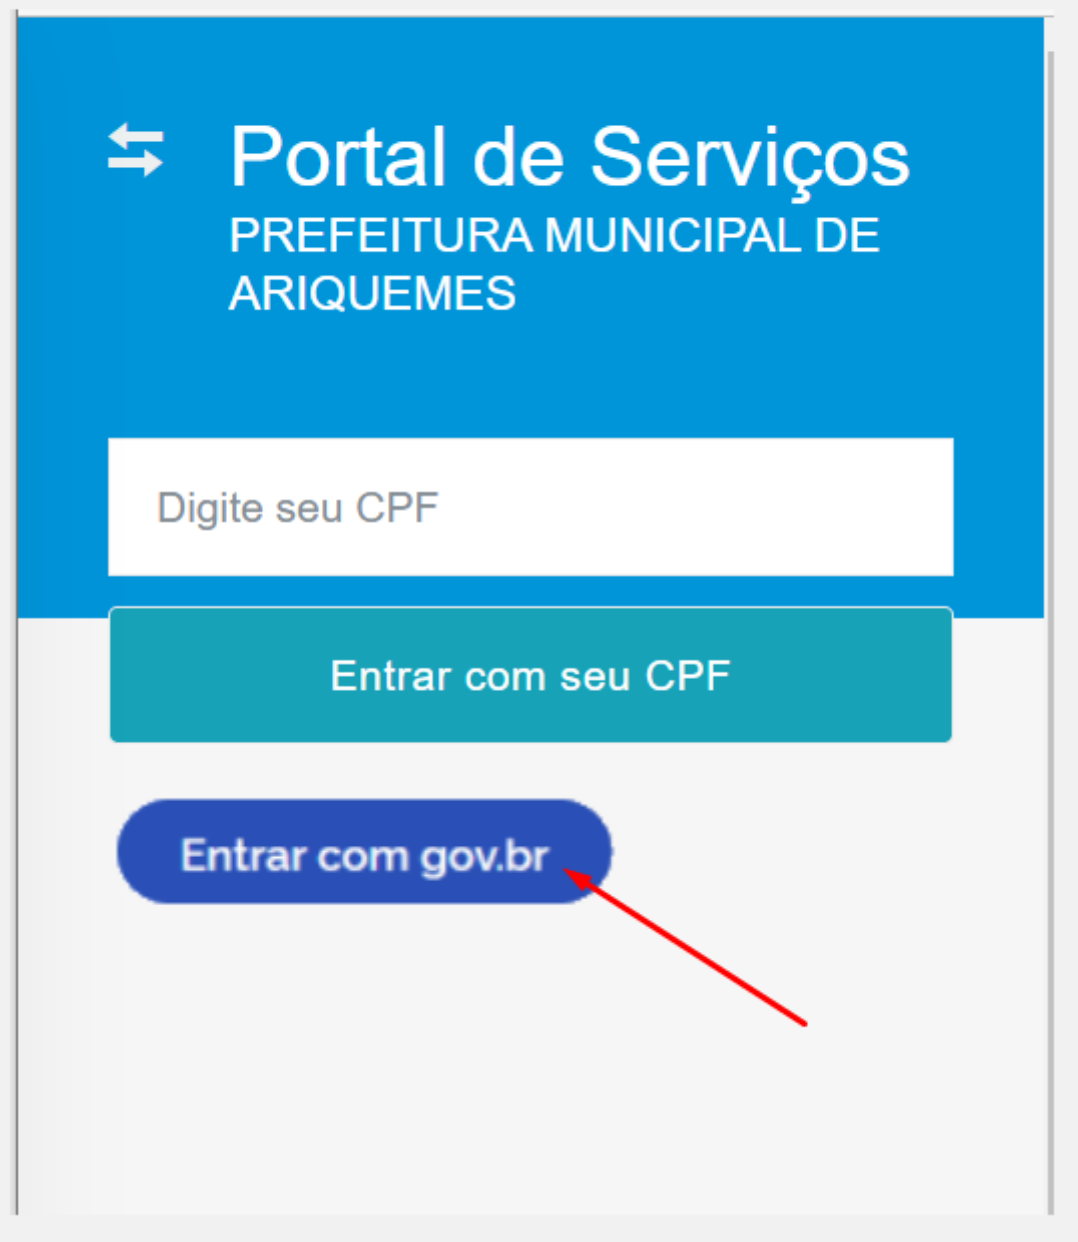 Portal de Serviços
PREFEITURA MUNICIPAL DE
ARIQUEMES
Digite seu CPF
Entrar com seu CPF
Entrar com gov.br